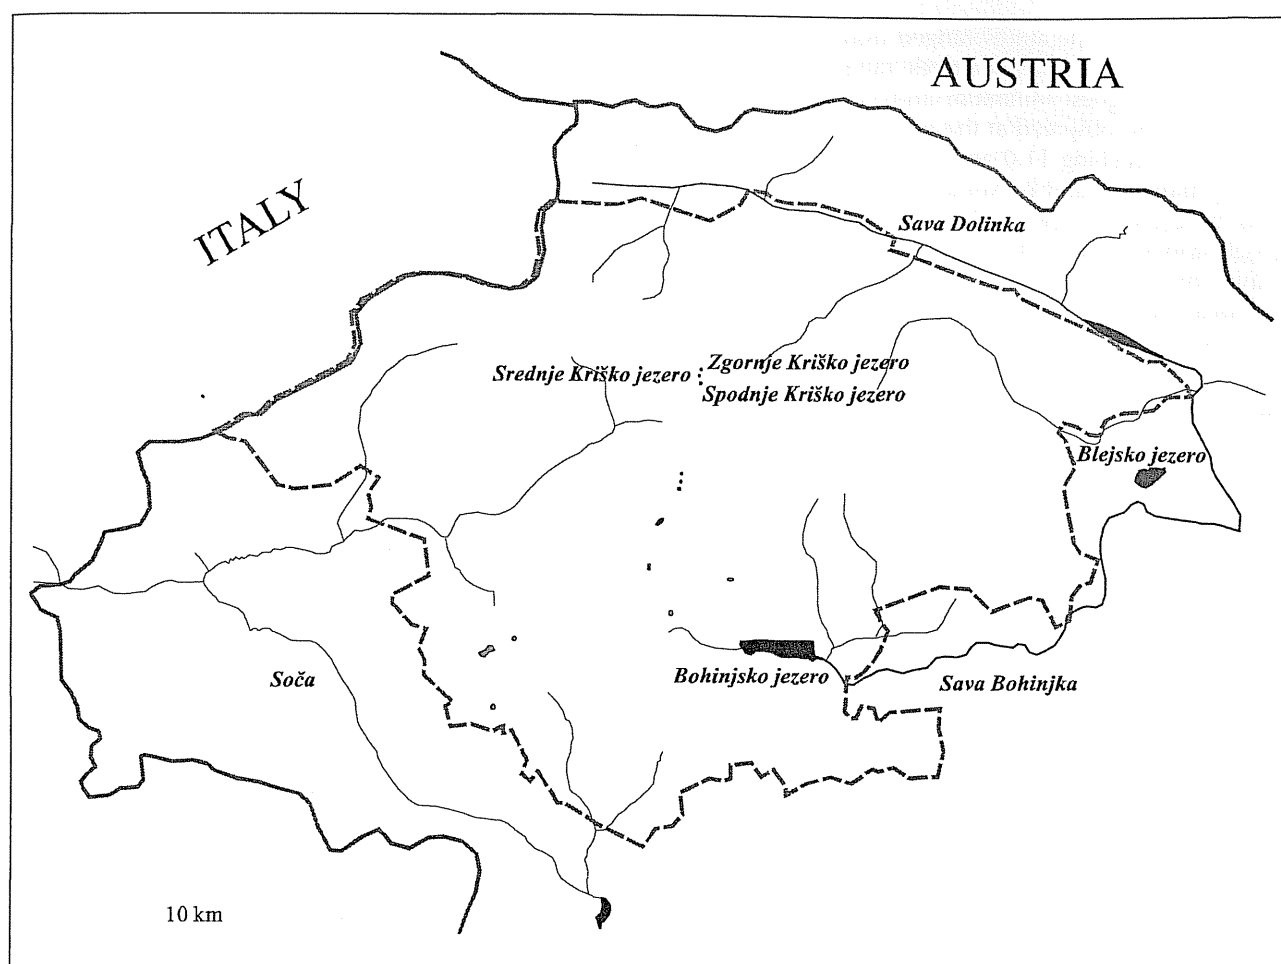 AUSTRIA
ITALY
Sava Dolinka
Zgornje Kriško jezero
Srednje Kriško jezero
Spodnje Kriško jezero
Blejsko jezero
Bohinjsko jezero
Sava Bohinjka
Soča
10 km